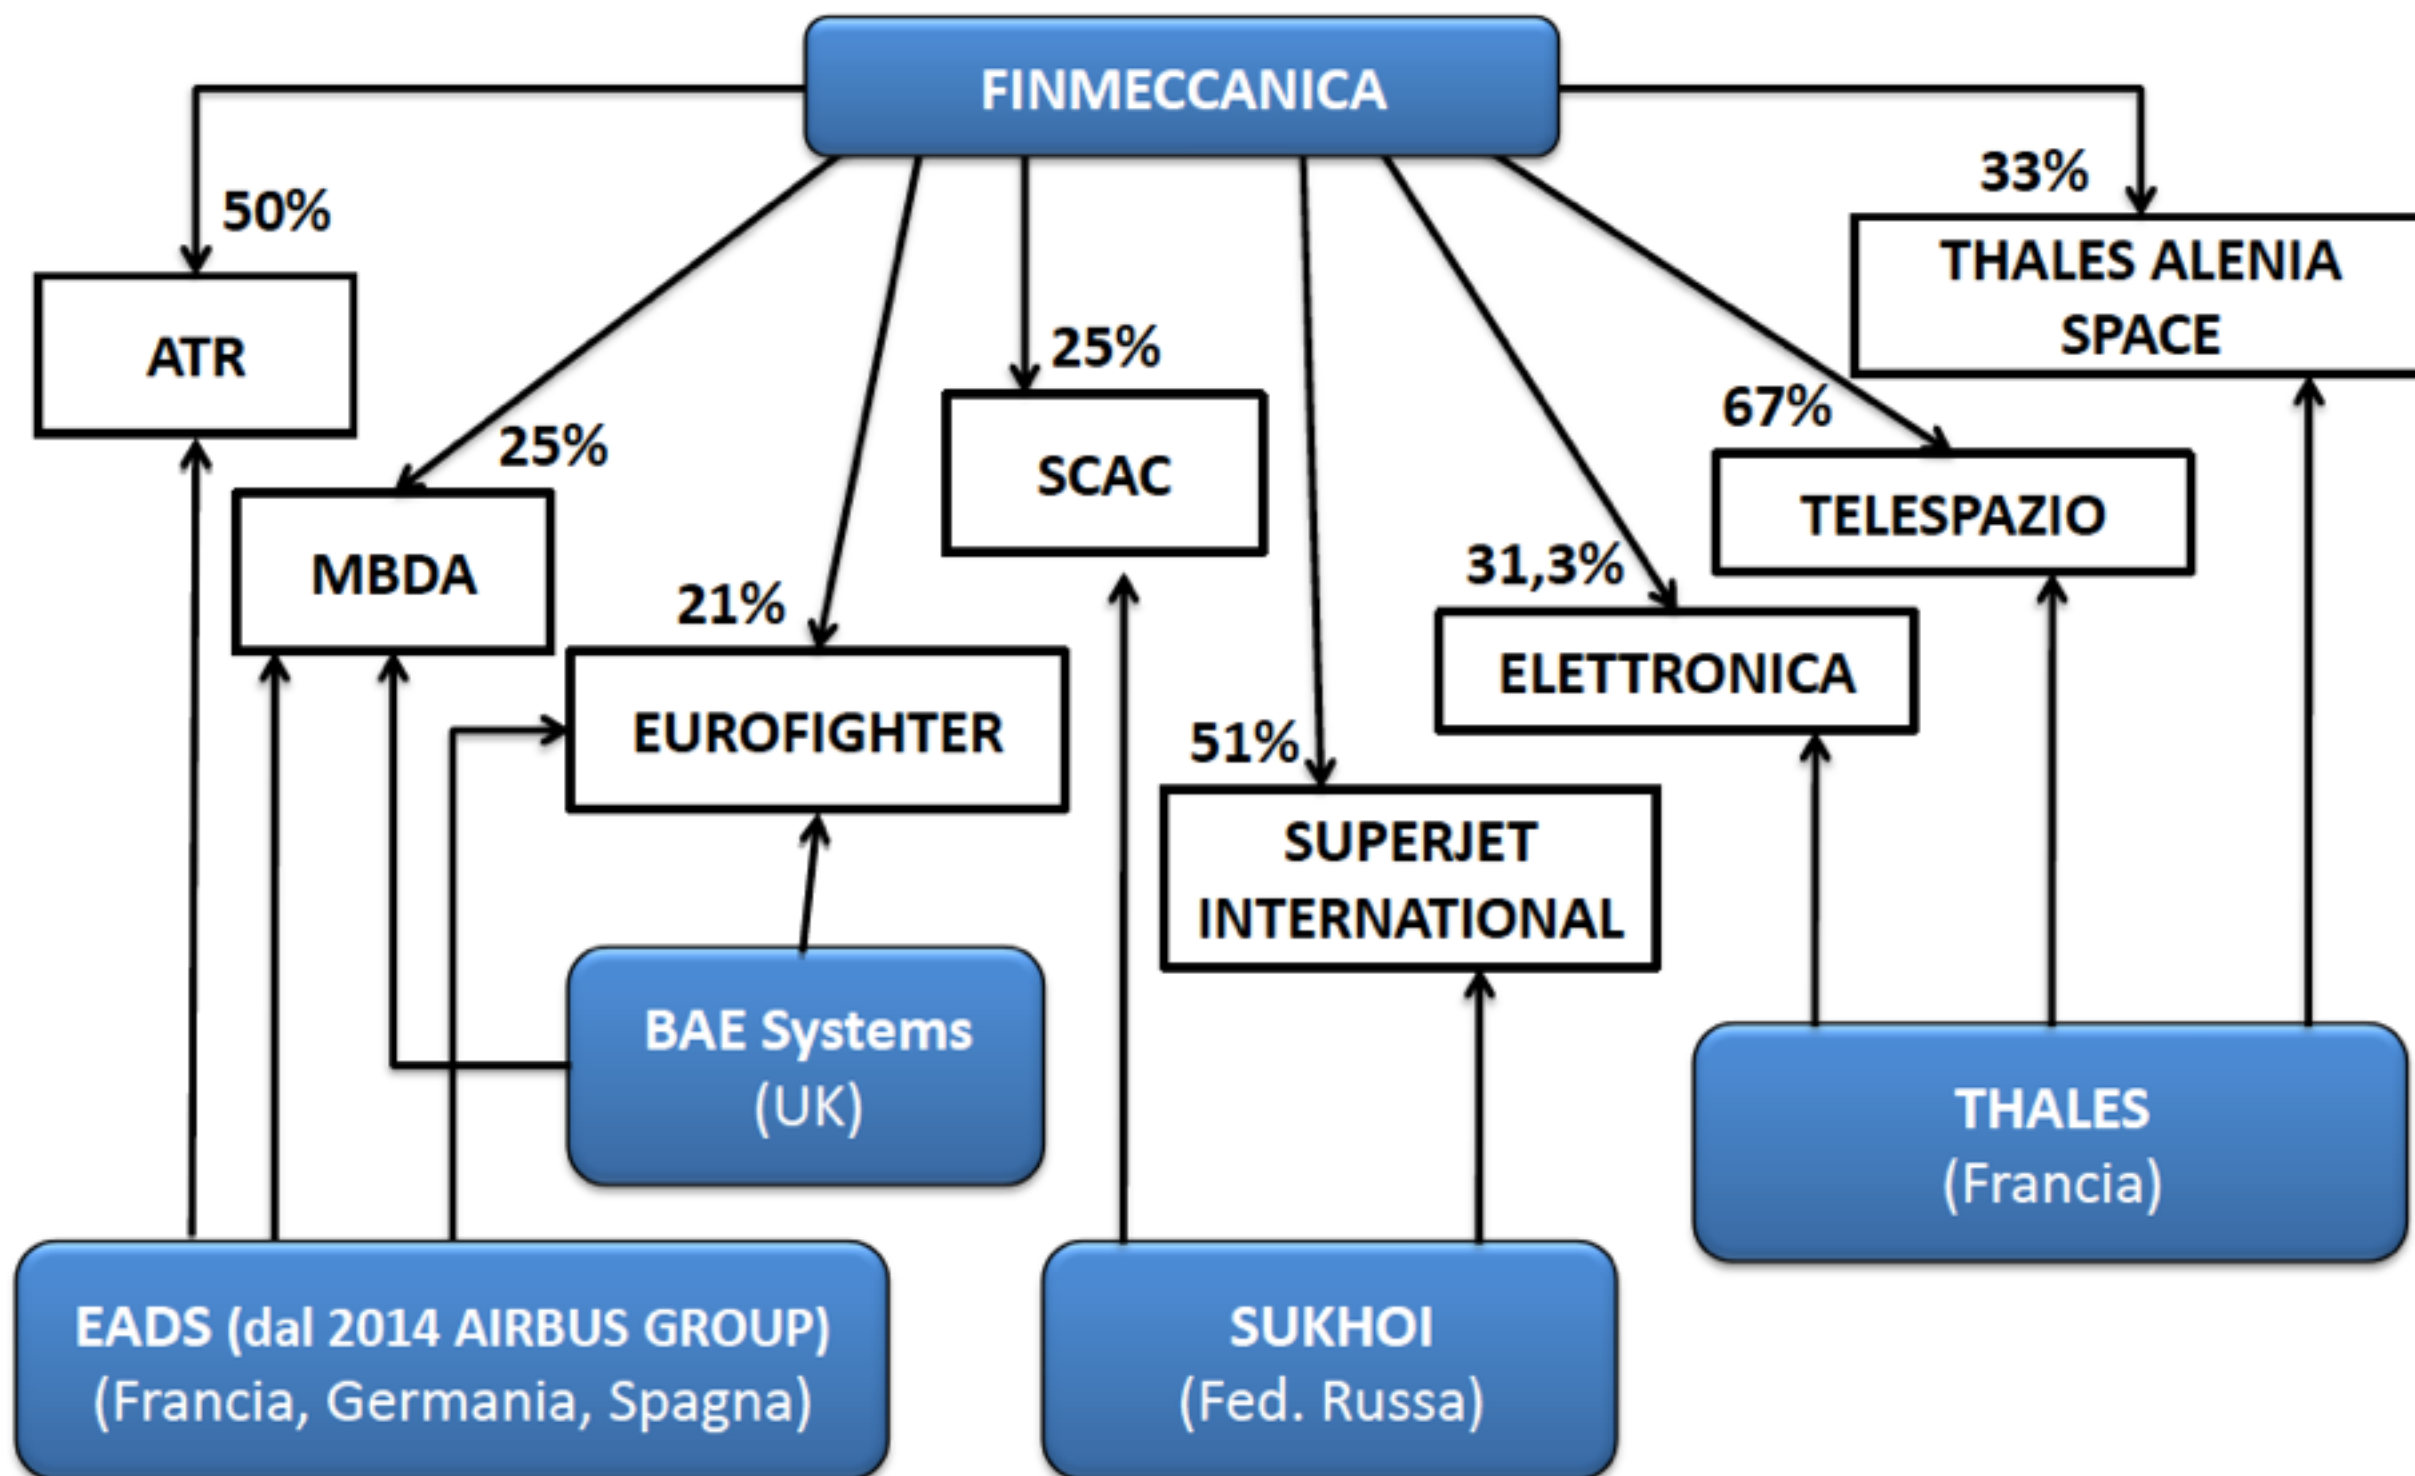 FINMECCANICA
33%
50%
THALES ALENIA
SPACE
25%
ATR
67%
25%
SCAC
TELESPAZIO
31,3%
MBDA
21%
ELETTRONICA
EUROFIGHTER
51%
SUPERJET
INTERNATIONAL
BAE Systems
(UK)
THALES
(Francia)
EADS (dal 2014 AIRBUS GROUP)
(Francia, Germania, Spagna)
SUKHOI
(Fed. Russa)